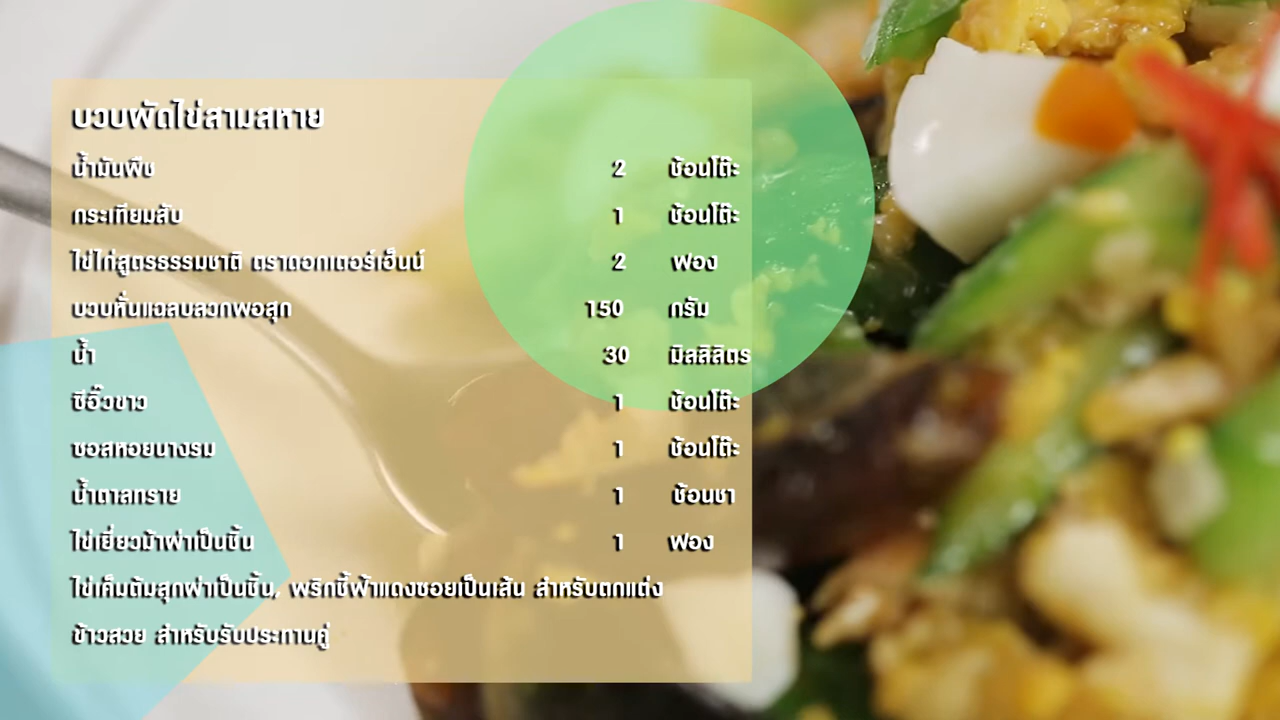 บวบผัดไข่สามสหาย
น้ำมันพืช 2 ช้อนโต๊ะ
กระเทียมสับ 1 ช้อนโต๊ะ
ไข่ไก่สูตรธรรมชาติ ตราดอกเตอร์เฮ็นน์ 2 ฟอง
บวบหั่นแฉลบลวกพอสุก 150 กรัม
น้ำ 30 มิลลิลิตร
ซีอิ๊วขาว 1 ช้อนโต๊ะ
ซอสหอยนางรม 1 ช้อนโต๊ะ
น้ำตาลทราย 1 ช้อนชา
ไข่เยี่ยวม้าผ่าเป็นชิ้น 1 ฟอง
ไข่เค็มต้มสุกผ่าเป็นชิ้น, พริกชี้ฟ้าแดงซอยเป็นเส้น สำหรับตกแต่ง
ข้าวสวย สำหรับรับประทานคู่